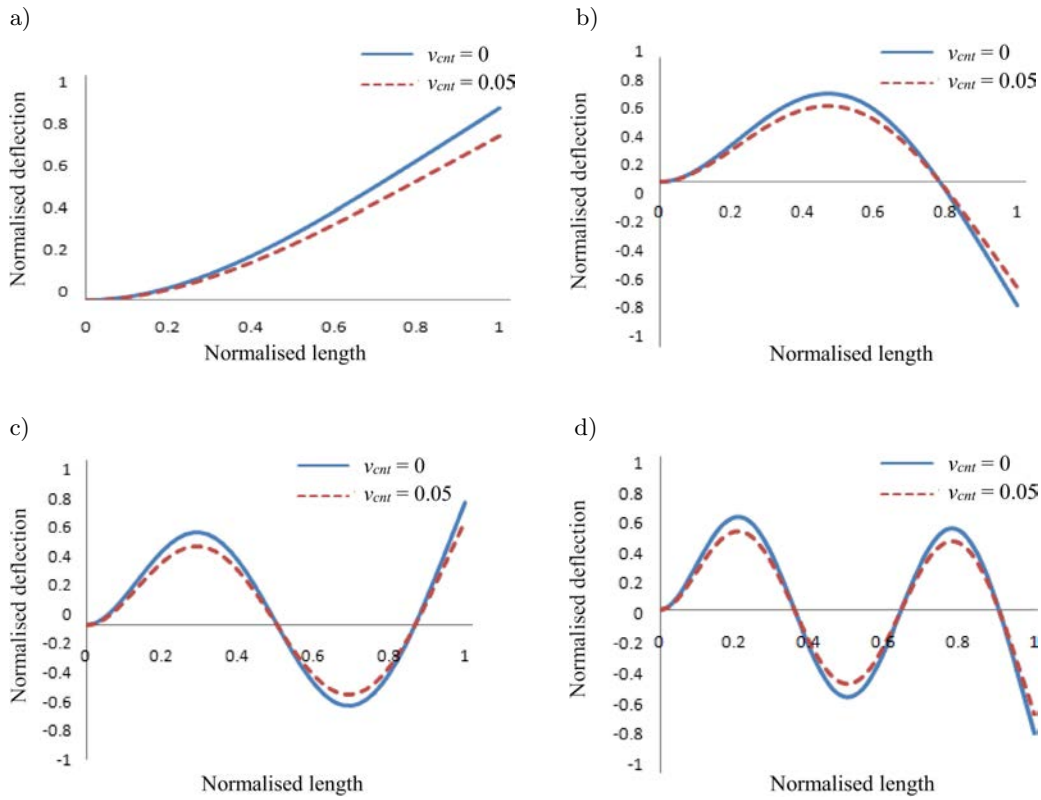 a)
v_cnt = 0
v_cnt = 0.05
Normalised deflection
1
0.8
0.6
0.4
0.2
0
0 0.2 0.4 0.6 0.8 1
Normalised length
b)
v_cnt = 0
v_cnt = 0.05
Normalised deflection
1
0.8
0.6
0.4
0.2
0
-0.2
-0.4
-0.6
-0.8
-1
0 0.2 0.4 0.6 0.8 1
Normalised length
c)
v_cnt = 0
v_cnt = 0.05
Normalised deflection
1
0.8
0.6
0.4
0.2
0
-0.2
-0.4
-0.6
-0.8
-1
0 0.2 0.4 0.6 0.8 1
Normalised length
d)
v_cnt = 0
v_cnt = 0.05
Normalised deflection
1
0.8
0.6
0.4
0.2
0
-0.2
-0.4
-0.6
-0.8
-1
0 0.2 0.4 0.6 0.8 1
Normalised length